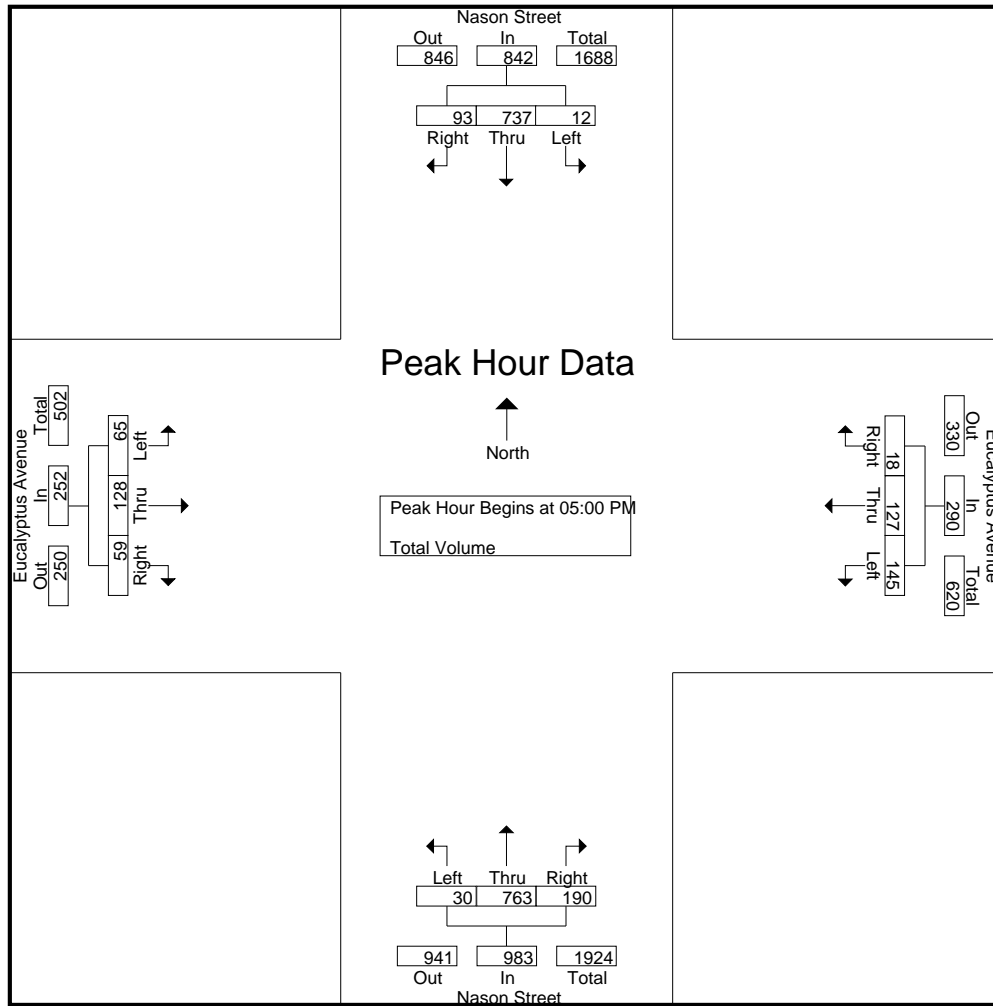 Nason Street
Out In Total
846 842 1688
93 737 12
Right Thru Left
Peak Hour Data
North
Peak Hour Begins at 05:00 PM
Total Volume
Eucalyptus Avenue
Out In Total
250 252 502
65 128 59
Left Thru Right
Eucalyptus Avenue
Out In Total
330 290 620
18 127 145
Right Thru Left
Left Thru Right
30 763 190
941 983 1924
Out In Total
Nason Street